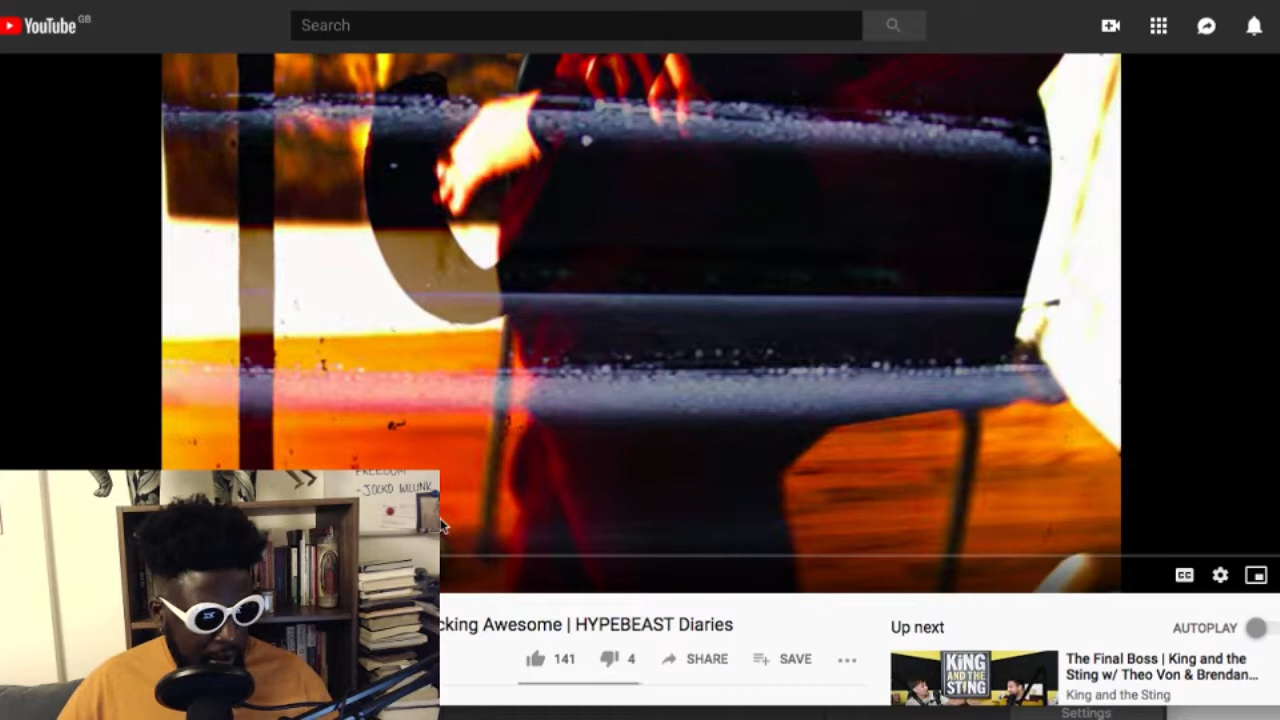 YouTube GB
Search
FREEDOM
- JOCKO WILLINK
cking Awesome | HYPEBEAST Diaries
141
4
SHARE
SAVE
Up next
AUTOPLAY
KING
AND THE
STING
The Final Boss | King and the
Sting w/ Theo Von & Brendan...
King and the Sting
Settings